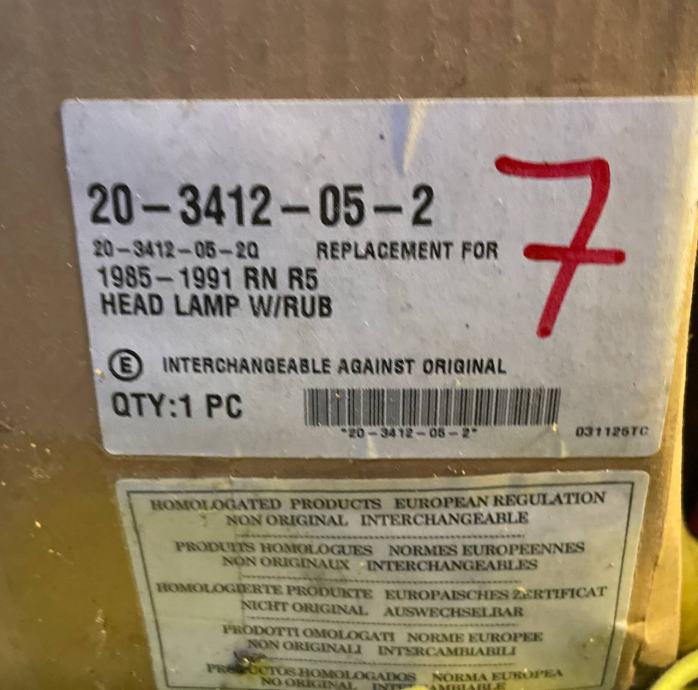 7
20-3412-05-2
20-3412-05-2Q REPLACEMENT FOR
1985-1991 RN R5
HEAD LAMP W/RUB
E INTERCHANGEABLE AGAINST ORIGINAL
QTY:1 PC
*20-3412-05-2* 031126TC
HOMOLOGATED PRODUCTS EUROPEAN REGULATION
NON ORIGINAL INTERCHANGEABLE
PRODUITS HOMOLOGUES NORMES EUROPEENNES
NON ORIGINAUX INTERCHANGEABLES
HOMOLOGIERTE PRODUKTE EUROPAISCHES ZERTIFICAT
NICHT ORIGINAL AUSWECHSELBAR
PRODOTTI OMOLOGATI NORME EUROPEE
NON ORIGINALI INTERCAMBIABILI
PRODUCTOS HOMOLOGADOS NORMA EUROPEA
NO ORIGINAL